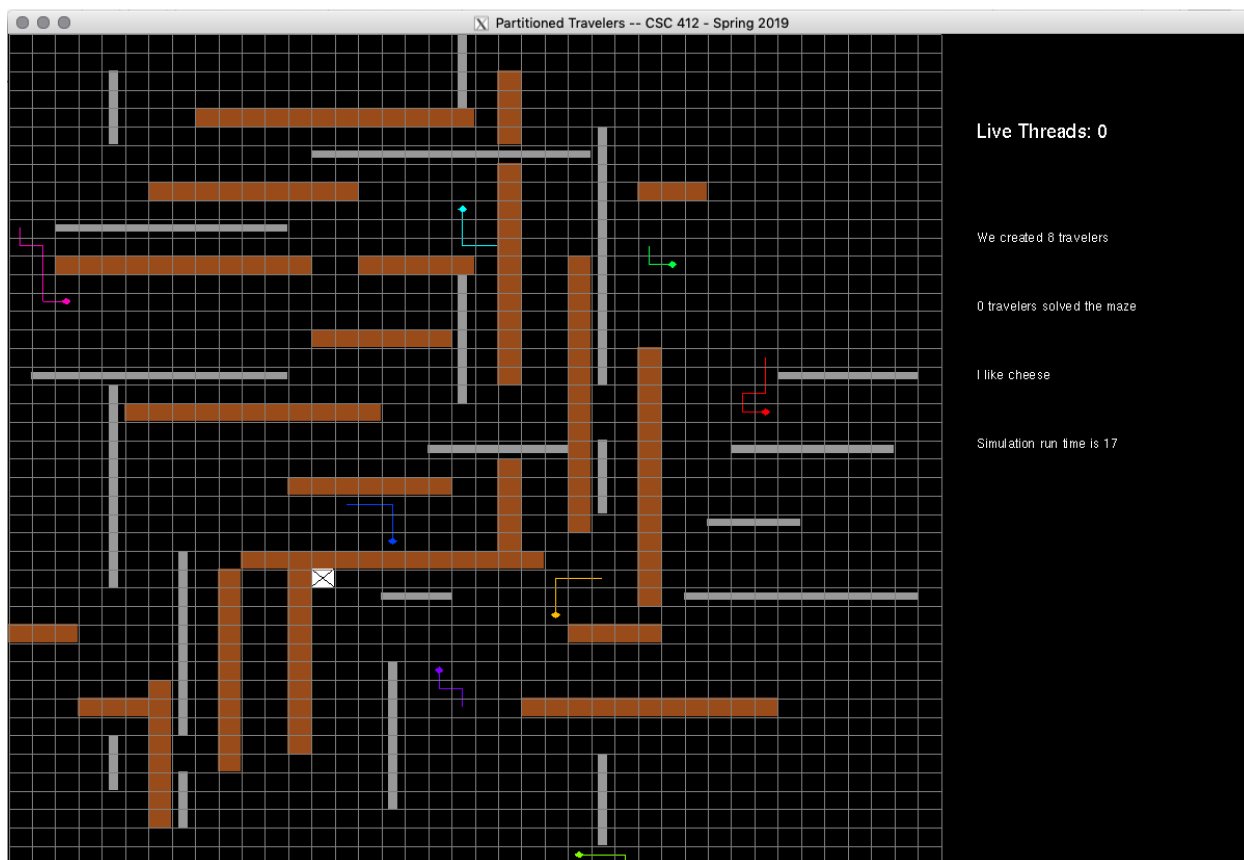 Partitioned Travelers -- CSC 412 - Spring 2019
Live Threads: 0
We created 8 travelers
0 travelers solved the maze
I like cheese
Simulation run time is 17